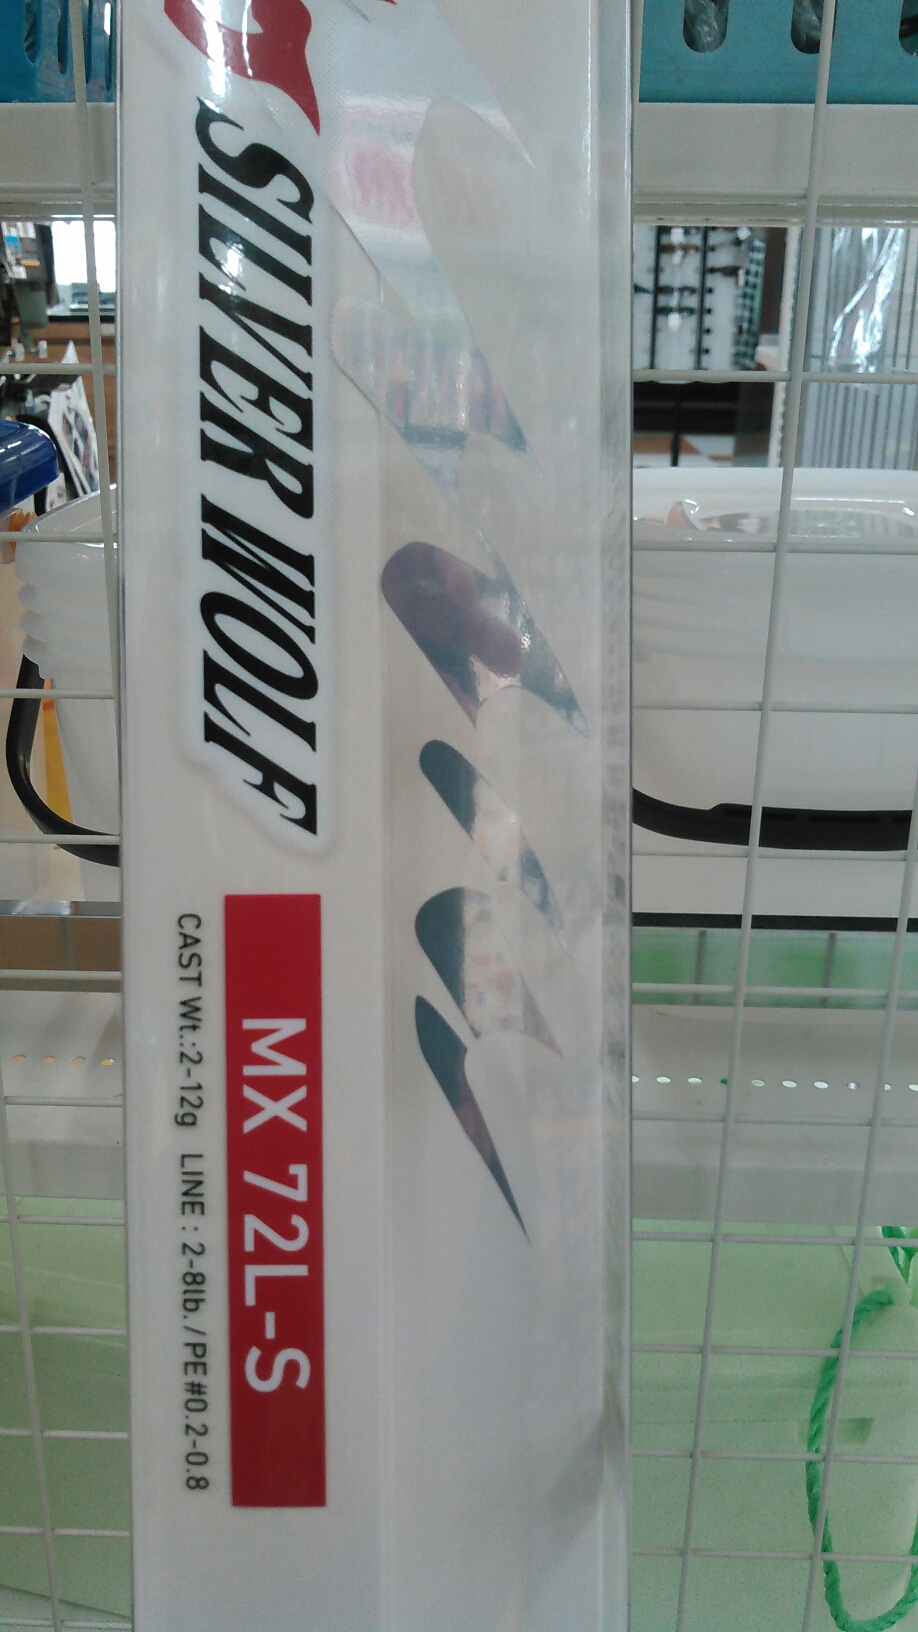 SILVER WOLF
MX 72L-S
CAST Wt.:2-12g LINE : 2-8lb./PE#0.2-0.8